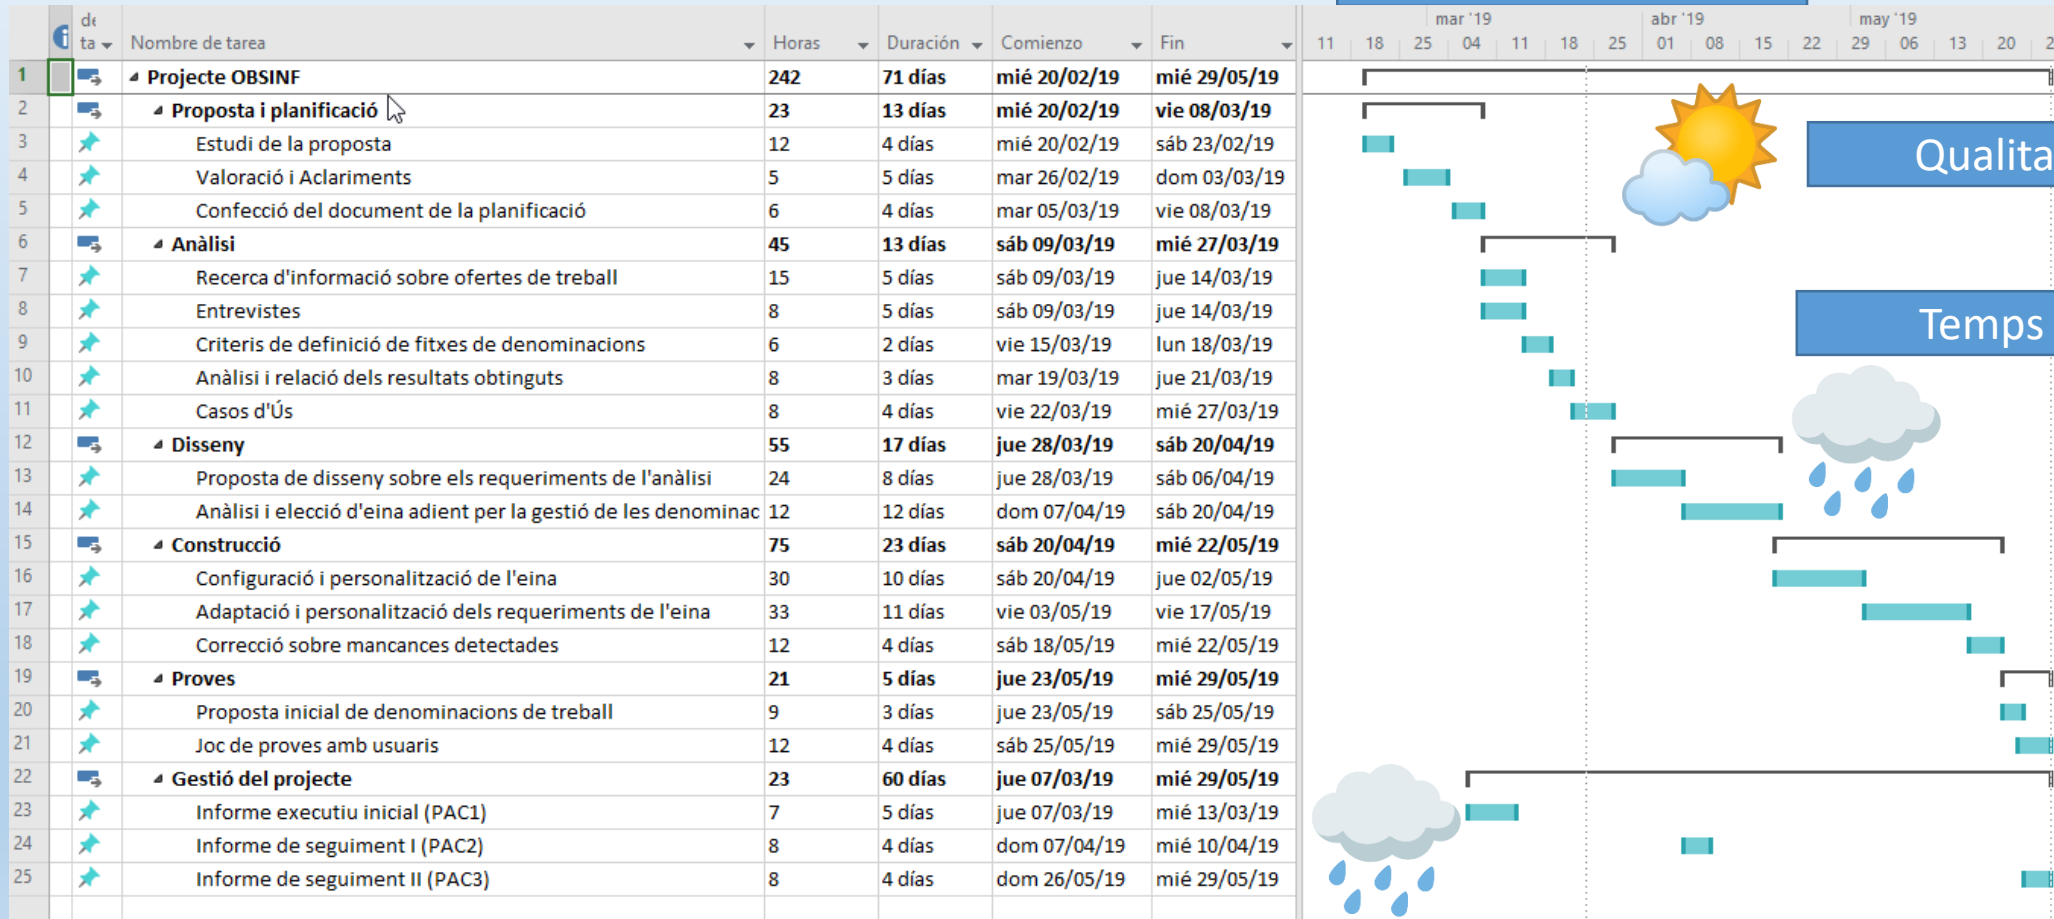 de
ta Nombre de tarea Horas Duración Comienzo Fin
mar '19 abr '19 may '19
11 18 25 04 11 18 25 01 08 15 22 29 06 13 20
1 Projecte OBSINF 242 71 días mié 20/02/19 mié 29/05/19
2 Proposta i planificació 23 13 días mié 20/02/19 vie 08/03/19
3 Estudi de la proposta 12 4 días mié 20/02/19 sáb 23/02/19
Qualita
4 Valoració i Aclariments 5 5 días mar 26/02/19 dom 03/03/19
5 Confecció del document de la planificació 6 4 días mar 05/03/19 vie 08/03/19
6 Anàlisi 45 13 días sáb 09/03/19 mié 27/03/19
7 Recerca d'informació sobre ofertes de treball 15 5 días sáb 09/03/19 jue 14/03/19
8 Entrevistes 8 5 días sáb 09/03/19 jue 14/03/19
Temps
9 Criteris de definició de fitxes de denominacions 6 2 días vie 15/03/19 lun 18/03/19
10 Anàlisi i relació dels resultats obtinguts 8 3 días mar 19/03/19 jue 21/03/19
11 Casos d'Ús 8 4 días vie 22/03/19 mié 27/03/19
12 Disseny 55 17 días jue 28/03/19 sáb 20/04/19
13 Proposta de disseny sobre els requeriments de l'anàlisi 24 8 días jue 28/03/19 sáb 06/04/19
14 Anàlisi i elecció d'eina adient per la gestió de les denominac 12 12 días dom 07/04/19 sáb 20/04/19
15 Construcció 75 23 días sáb 20/04/19 mié 22/05/19
16 Configuració i personalització de l'eina 30 10 días sáb 20/04/19 jue 02/05/19
17 Adaptació i personalització dels requeriments de l'eina 33 11 días vie 03/05/19 vie 17/05/19
18 Correcció sobre mancances detectades 12 4 días sáb 18/05/19 mié 22/05/19
19 Proves 21 5 días jue 23/05/19 mié 29/05/19
20 Proposta inicial de denominacions de treball 9 3 días jue 23/05/19 sáb 25/05/19
21 Joc de proves amb usuaris 12 4 días sáb 25/05/19 mié 29/05/19
22 Gestió del projecte 23 60 días jue 07/03/19 mié 29/05/19
23 Informe executiu inicial (PAC1) 7 5 días jue 07/03/19 mié 13/03/19
24 Informe de seguiment I (PAC2) 8 4 días dom 07/04/19 mié 10/04/19
25 Informe de seguiment II (PAC3) 8 4 días dom 26/05/19 mié 29/05/19